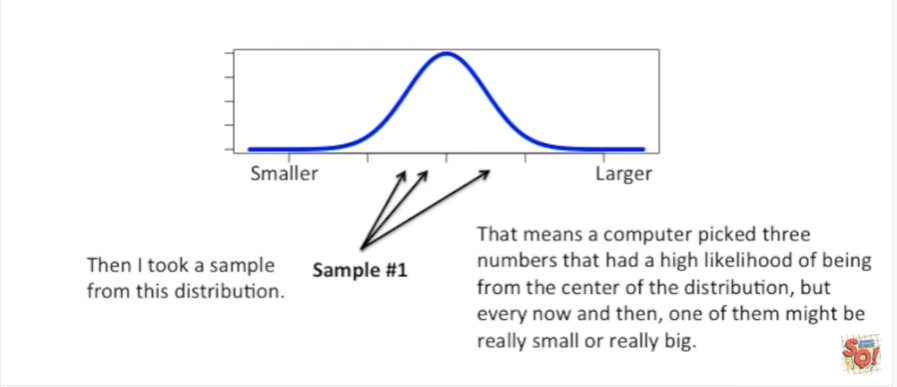 Smaller
Larger
Then I took a sample
from this distribution.
Sample #1
That means a computer picked three
numbers that had a high likelihood of being
from the center of the distribution, but
every now and then, one of them might be
really small or really big.
SQ!